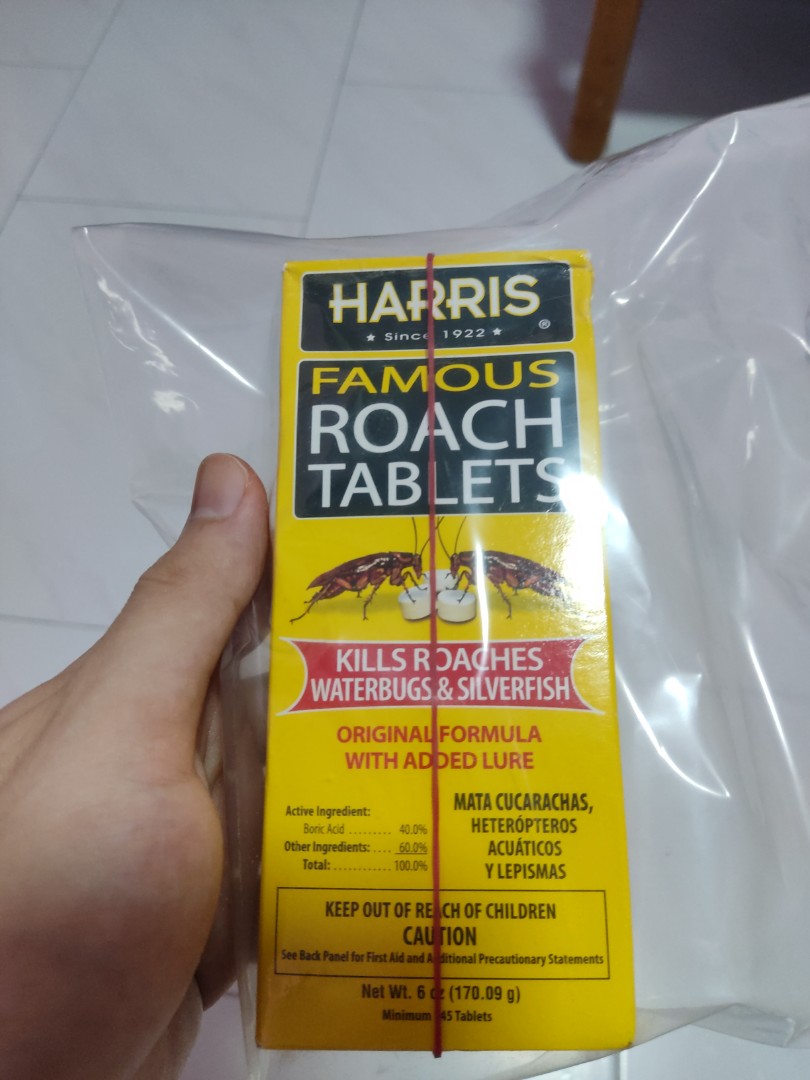 HARRIS
★ Since 1922 ★ ®
FAMOUS
ROACH
TABLETS
KILLS ROACHES
WATERBUGS & SILVERFISH
ORIGINAL FORMULA
WITH ADDED LURE
Active Ingredient:
Boric Acid ......... 40.0%
Other Ingredients: .... 60.0%
Total: ............ 100.0%
MATA CUCARACHAS,
HETERÓPTEROS
ACUÁTICOS
Y LEPISMAS
KEEP OUT OF REACH OF CHILDREN
CAUTION
See Back Panel for First Aid and Additional Precautionary Statements
Net Wt. 6 oz (170.09 g)
Minimum 145 Tablets